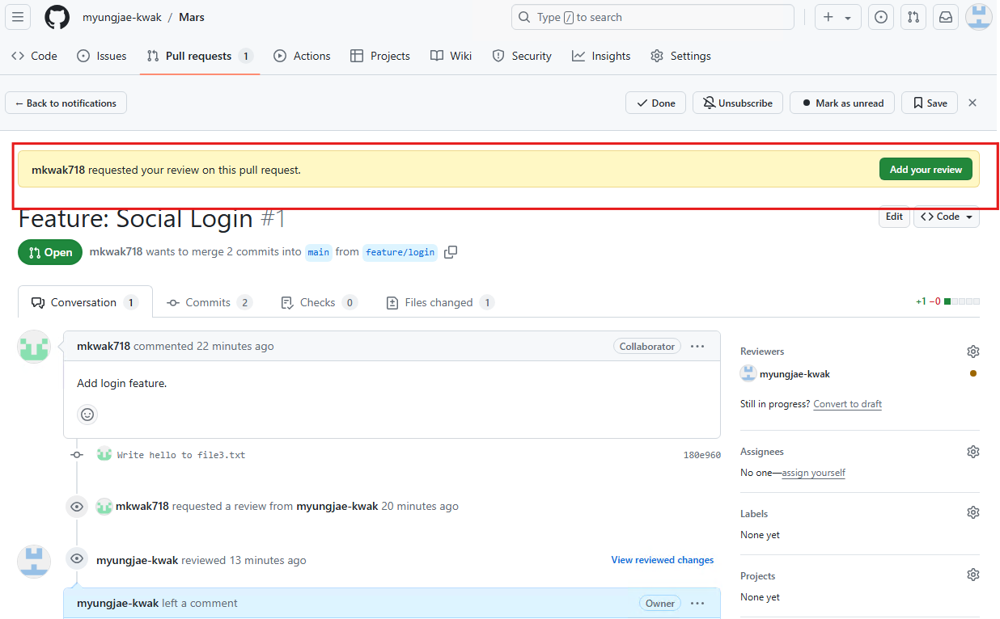 myungjae-kwak / Mars
Type / to search
Code Issues Pull requests 1 Actions Projects Wiki Security Insights Settings
← Back to notifications
Done Unsubscribe Mark as unread Save
mkwak718 requested your review on this pull request.
Add your review
Feature: Social Login #1
Edit Code
Open mkwak718 wants to merge 2 commits into main from feature/login
Conversation 1 Commits 2 Checks 0 Files changed 1
+1 −0
mkwak718 commented 22 minutes ago
Collaborator
Add login feature.
Write hello to file3.txt
180e960
mkwak718 requested a review from myungjae-kwak 20 minutes ago
myungjae-kwak reviewed 13 minutes ago
View reviewed changes
myungjae-kwak left a comment
Owner
Reviewers
myungjae-kwak
Still in progress? Convert to draft
Assignees
No one—assign yourself
Labels
None yet
Projects
None yet